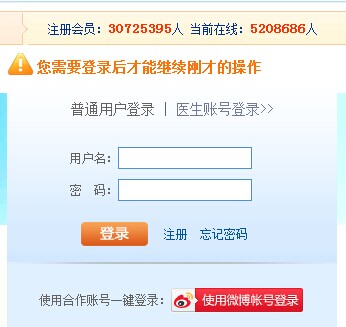 注册会员：30725395人 当前在线：5208686人
您需要登录后才能继续刚才的操作
普通用户登录 | 医生账号登录>>
用户名：
密 码：
登录 注册 忘记密码
使用合作账号一键登录： 使用微博帐号登录